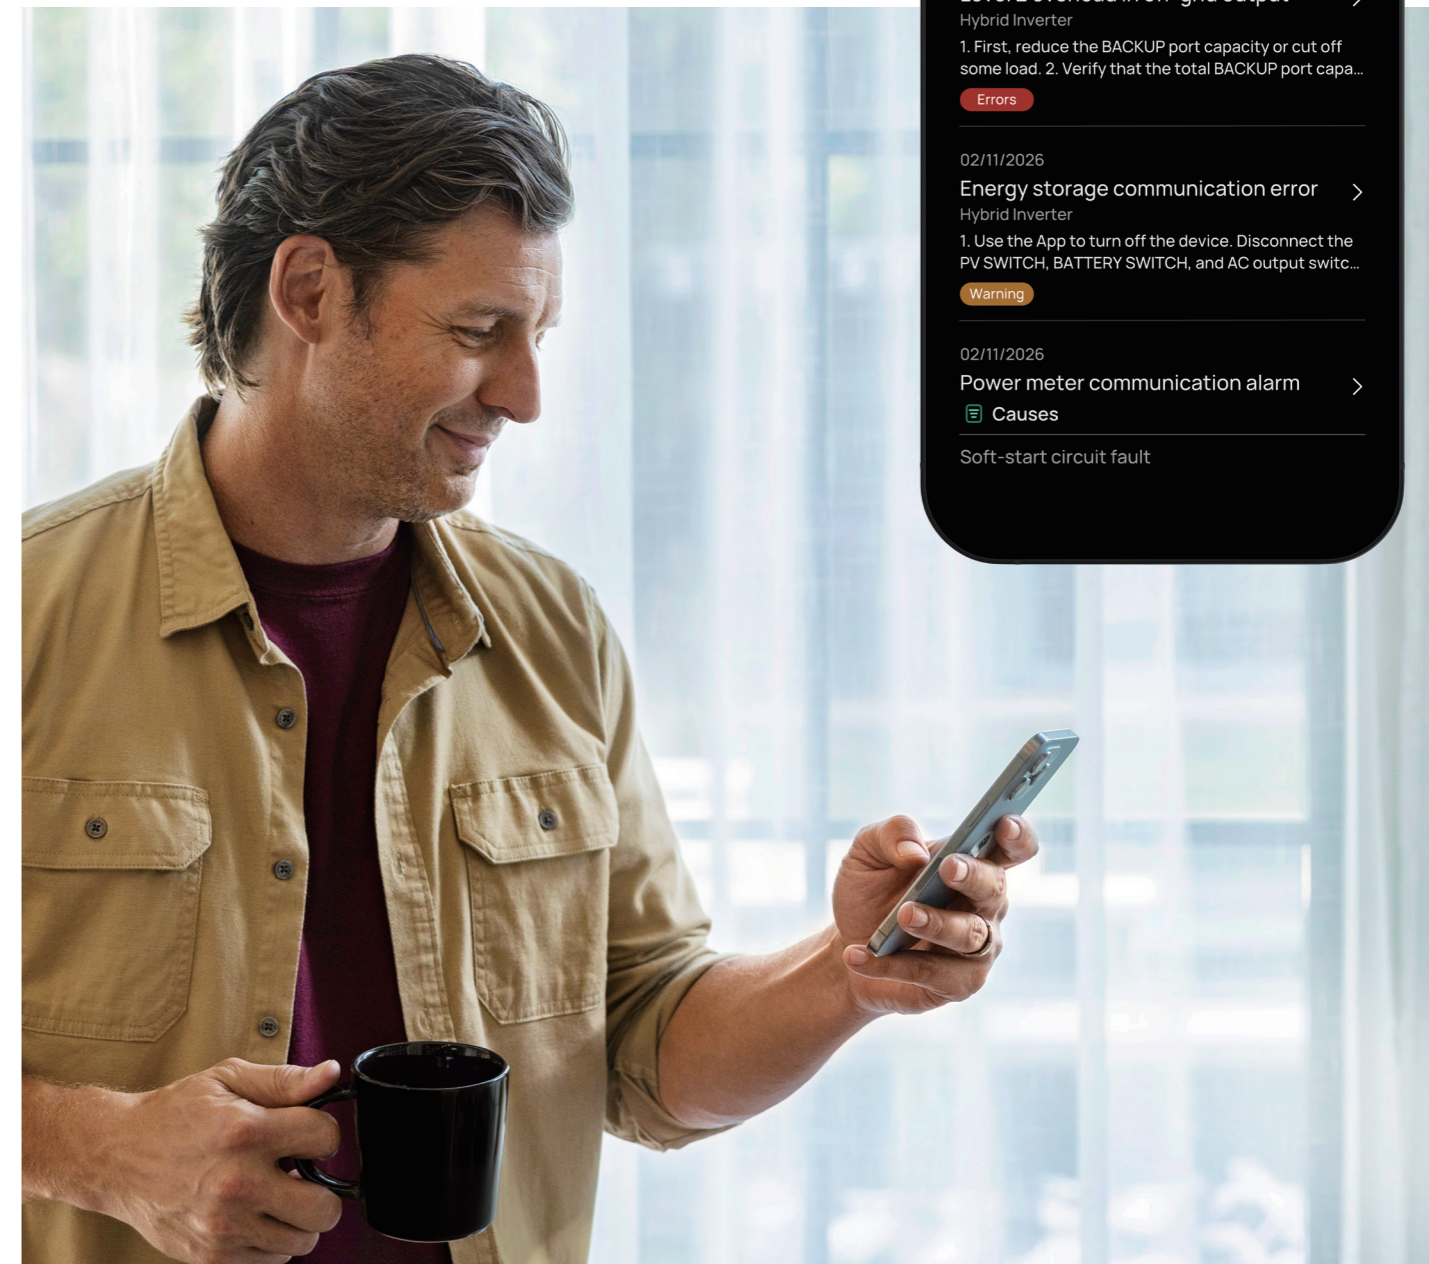 Hybrid Inverter
1. First, reduce the BACKUP port capacity or cut off
some load. 2. Verify that the total BACKUP port capa...
Errors
02/11/2026
Energy storage communication error
Hybrid Inverter
1. Use the App to turn off the device. Disconnect the
PV SWITCH, BATTERY SWITCH, and AC output switc...
Warning
02/11/2026
Power meter communication alarm
Causes
Soft-start circuit fault